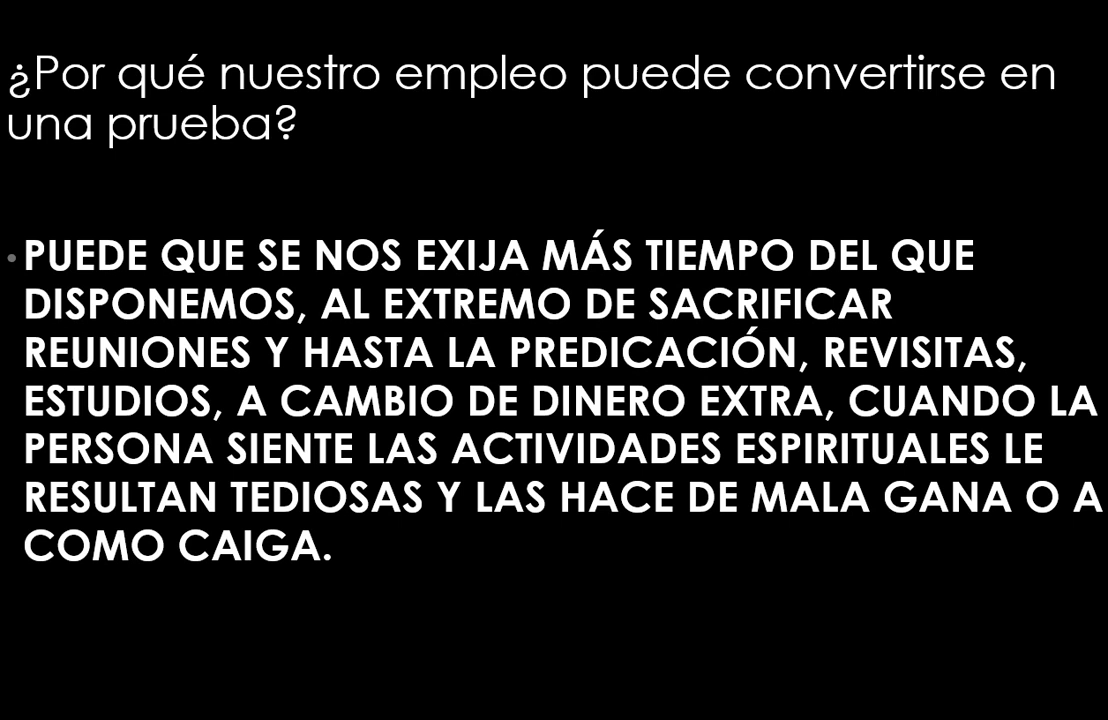 ¿Por qué nuestro empleo puede convertirse en
una prueba?
• PUEDE QUE SE NOS EXIJA MÁS TIEMPO DEL QUE
DISPONEMOS, AL EXTREMO DE SACRIFICAR
REUNIONES Y HASTA LA PREDICACIÓN, REVISITAS,
ESTUDIOS, A CAMBIO DE DINERO EXTRA, CUANDO LA
PERSONA SIENTE LAS ACTIVIDADES ESPIRITUALES LE
RESULTAN TEDIOSAS Y LAS HACE DE MALA GANA O A
COMO CAIGA.